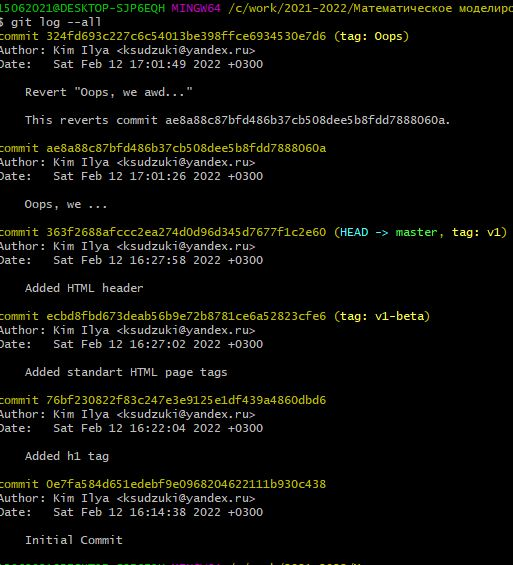 15062021@DESKTOP-SJP6EQH MINGW64 /c/work/2021-2022/Математическое моделиро
$ git log --all
commit 324fd693c227c6c54013be398ffce6934530e7d6 (tag: Oops)
Author: Kim Ilya <ksudzuki@yandex.ru>
Date:   Sat Feb 12 17:01:49 2022 +0300
Revert "Oops, we awd..."
This reverts commit ae8a88c87bfd486b37cb508dee5b8fdd7888060a.
commit ae8a88c87bfd486b37cb508dee5b8fdd7888060a
Author: Kim Ilya <ksudzuki@yandex.ru>
Date:   Sat Feb 12 17:01:26 2022 +0300
Oops, we ...
commit 363f2688afccc2ea274d0d96d345d7677f1c2e60 (HEAD -> master, tag: v1)
Author: Kim Ilya <ksudzuki@yandex.ru>
Date:   Sat Feb 12 16:27:58 2022 +0300
Added HTML header
commit ecbd8fbd673deab56b9e72b8781ce6a52823cfe6 (tag: v1-beta)
Author: Kim Ilya <ksudzuki@yandex.ru>
Date:   Sat Feb 12 16:27:02 2022 +0300
Added standart HTML page tags
commit 76bf230822f83c247e3e9125e1df439a4860dbd6
Author: Kim Ilya <ksudzuki@yandex.ru>
Date:   Sat Feb 12 16:22:04 2022 +0300
Added h1 tag
commit 0e7fa584d651edebf9e0968204622111b930c438
Author: Kim Ilya <ksudzuki@yandex.ru>
Date:   Sat Feb 12 16:14:38 2022 +0300
Initial Commit